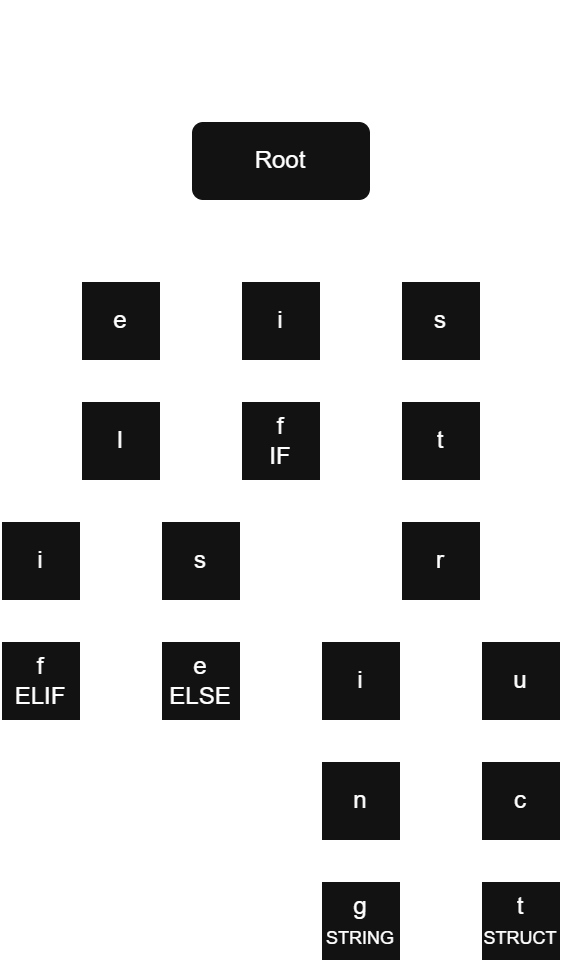 Root
e i s
l f t
IF
i s r
f e i u
ELIF ELSE
n c
g t
STRING STRUCT